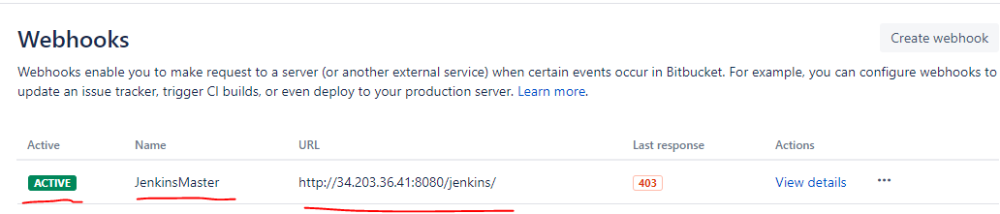 Webhooks
Create webhook
Webhooks enable you to make request to a server (or another external service) when certain events occur in Bitbucket. For example, you can configure webhooks to
update an issue tracker, trigger CI builds, or even deploy to your production server. Learn more.
Active Name URL Last response Actions
ACTIVE JenkinsMaster http://34.203.36.41:8080/jenkins/ 403 View details ···